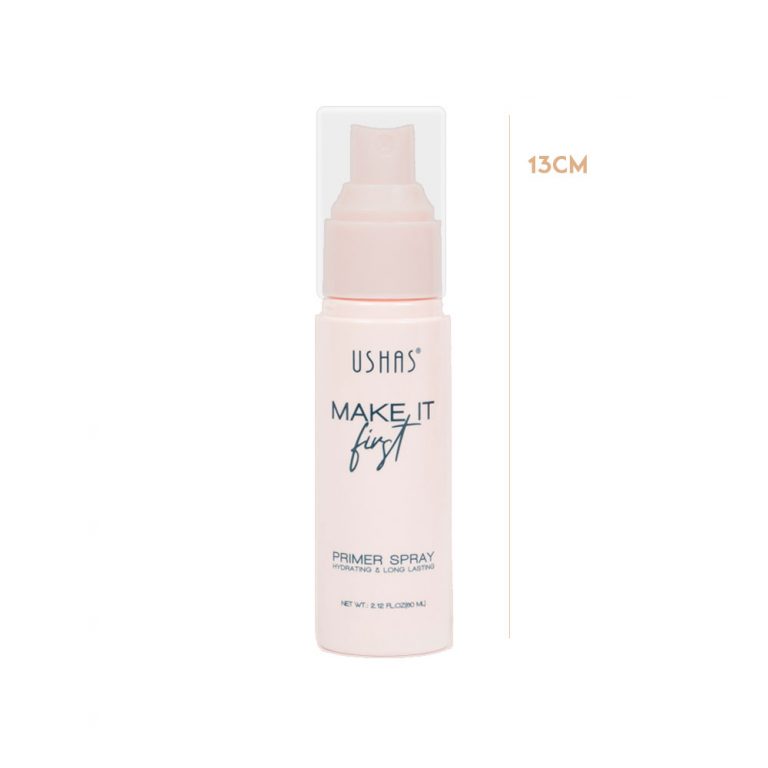 13CM
USHAS®
MAKE IT
first
PRIMER SPRAY
HYDRATING & LONG LASTING
NET WT.: 2.12 FL.OZ(60 ML)